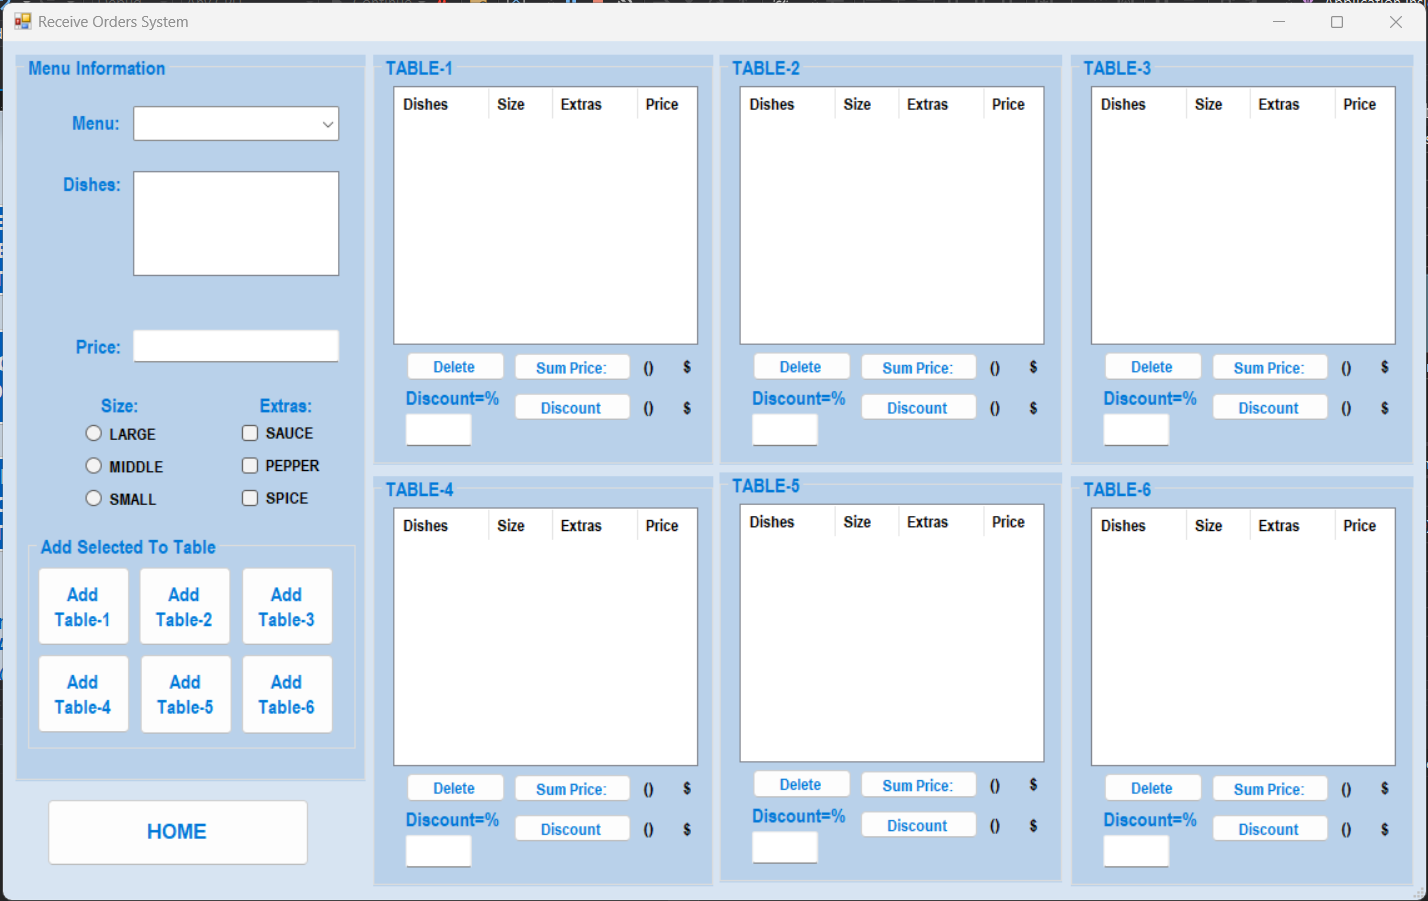 Receive Orders System
Menu Information
Menu:
Dishes:
Price:
Size: Extras:
LARGE SAUCE
MIDDLE PEPPER
SMALL SPICE
Add Selected To Table
Add Table-1
Add Table-2
Add Table-3
Add Table-4
Add Table-5
Add Table-6
HOME
TABLE-1
Dishes Size Extras Price
Delete Sum Price: () $
Discount=% Discount () $
TABLE-2
Dishes Size Extras Price
Delete Sum Price: () $
Discount=% Discount () $
TABLE-3
Dishes Size Extras Price
Delete Sum Price: () $
Discount=% Discount () $
TABLE-4
Dishes Size Extras Price
Delete Sum Price: () $
Discount=% Discount () $
TABLE-5
Dishes Size Extras Price
Delete Sum Price: () $
Discount=% Discount () $
TABLE-6
Dishes Size Extras Price
Delete Sum Price: () $
Discount=% Discount () $